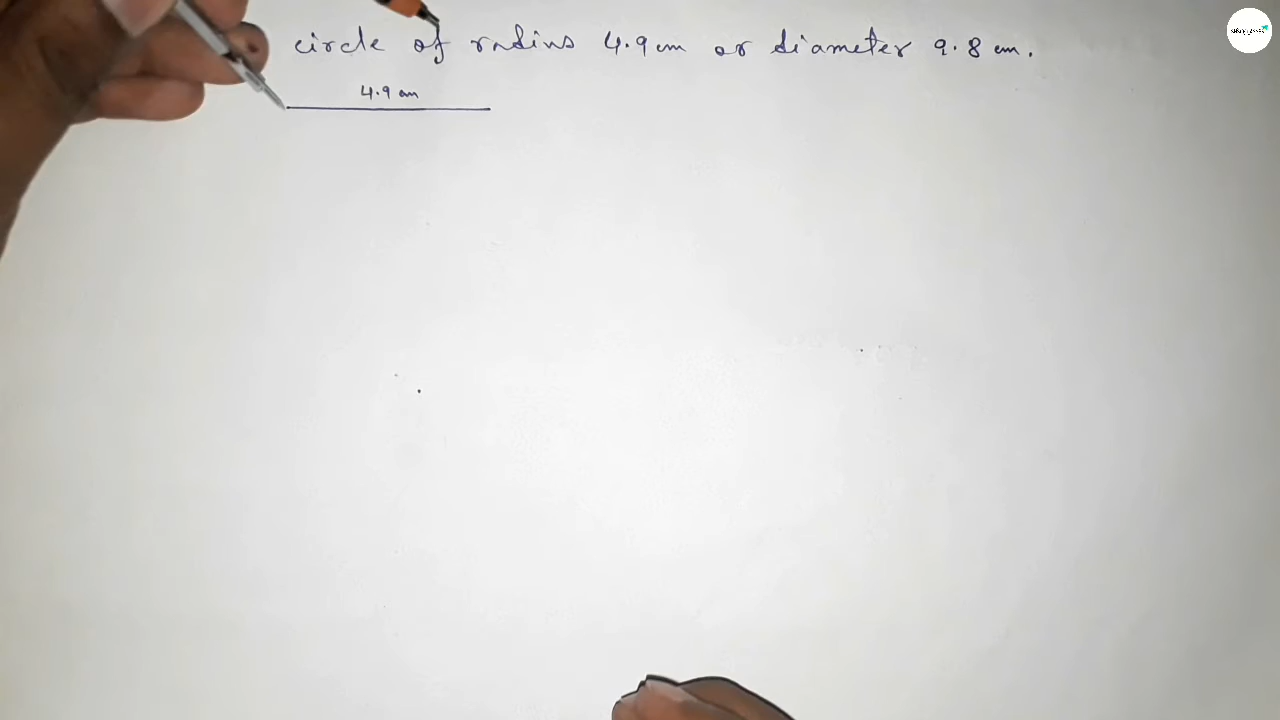 circle of radius 4.9 cm or diameter 9.8 cm.
4.9 cm